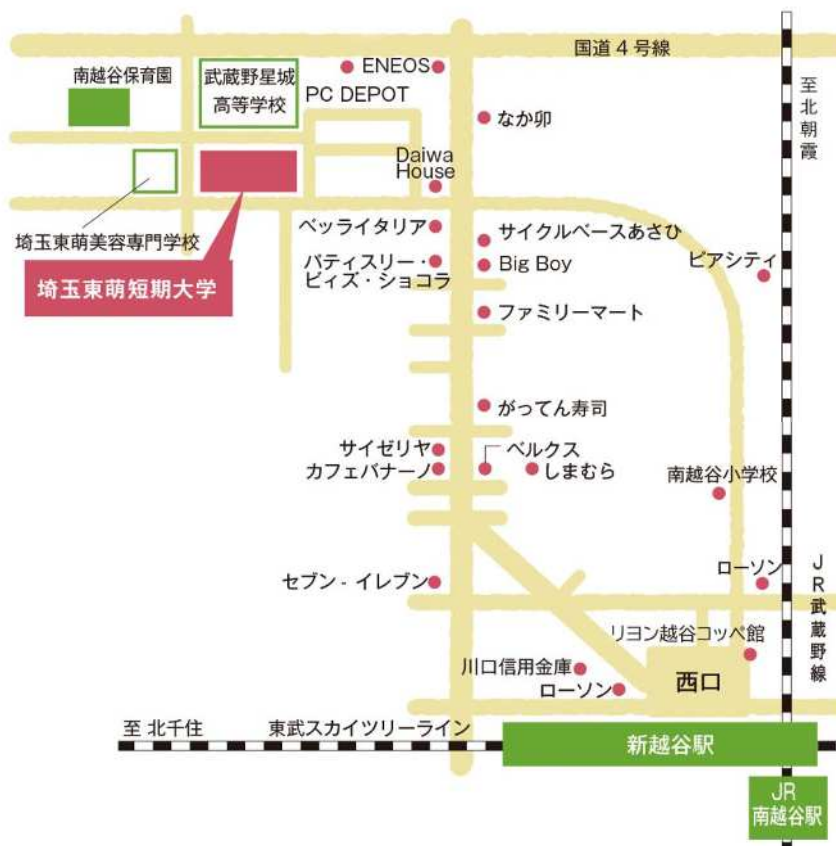 国道4号線
南越谷保育園
武蔵野星城
高等学校
ENEOS
PC DEPOT
至北朝霞
なか卯
Daiwa
House
埼玉東萌美容専門学校
ベッライタリア
サイクルベースあさひ
パティスリー・
ビィズ・ショコラ
Big Boy
ピアシティ
埼玉東萌短期大学
ファミリーマート
がってん寿司
サイゼリヤ
ベルクス
カフェバナーノ
しまむら
南越谷小学校
セブン - イレブン
ローソン
JR武蔵野線
リヨン越谷コッペ館
川口信用金庫
西口
ローソン
至 北千住
東武スカイツリーライン
新越谷駅
JR
南越谷駅